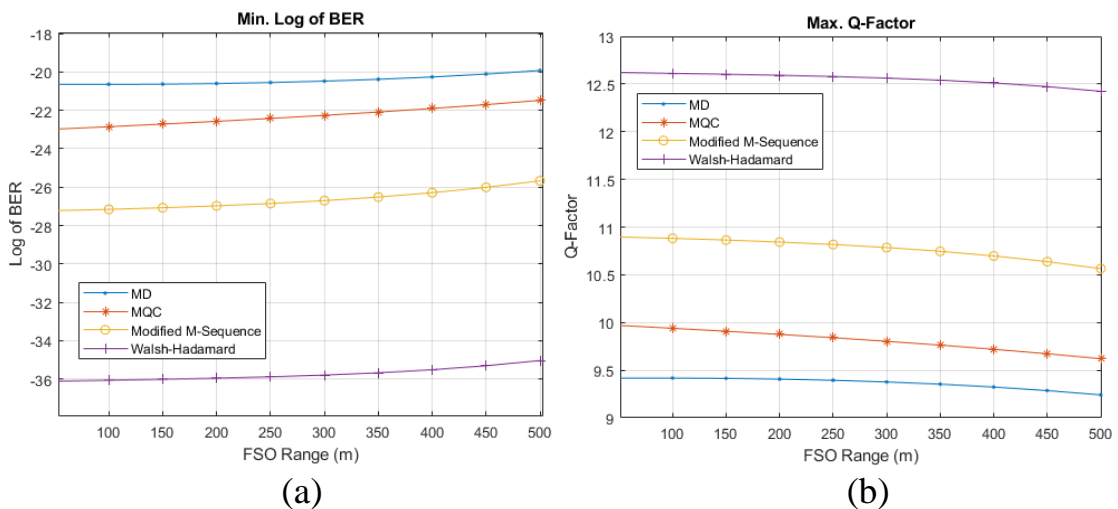 Min. Log of BER
-18
-20
-22
-24
-26
-28
-30
-32
-34
-36
Log of BER
MD
MQC
Modified M-Sequence
Walsh-Hadamard
100 150 200 250 300 350 400 450 500
FSO Range (m)
(a)
Max. Q-Factor
13
12.5
12
11.5
11
10.5
10
9.5
9
Q-Factor
MD
MQC
Modified M-Sequence
Walsh-Hadamard
100 150 200 250 300 350 400 450 500
FSO Range (m)
(b)